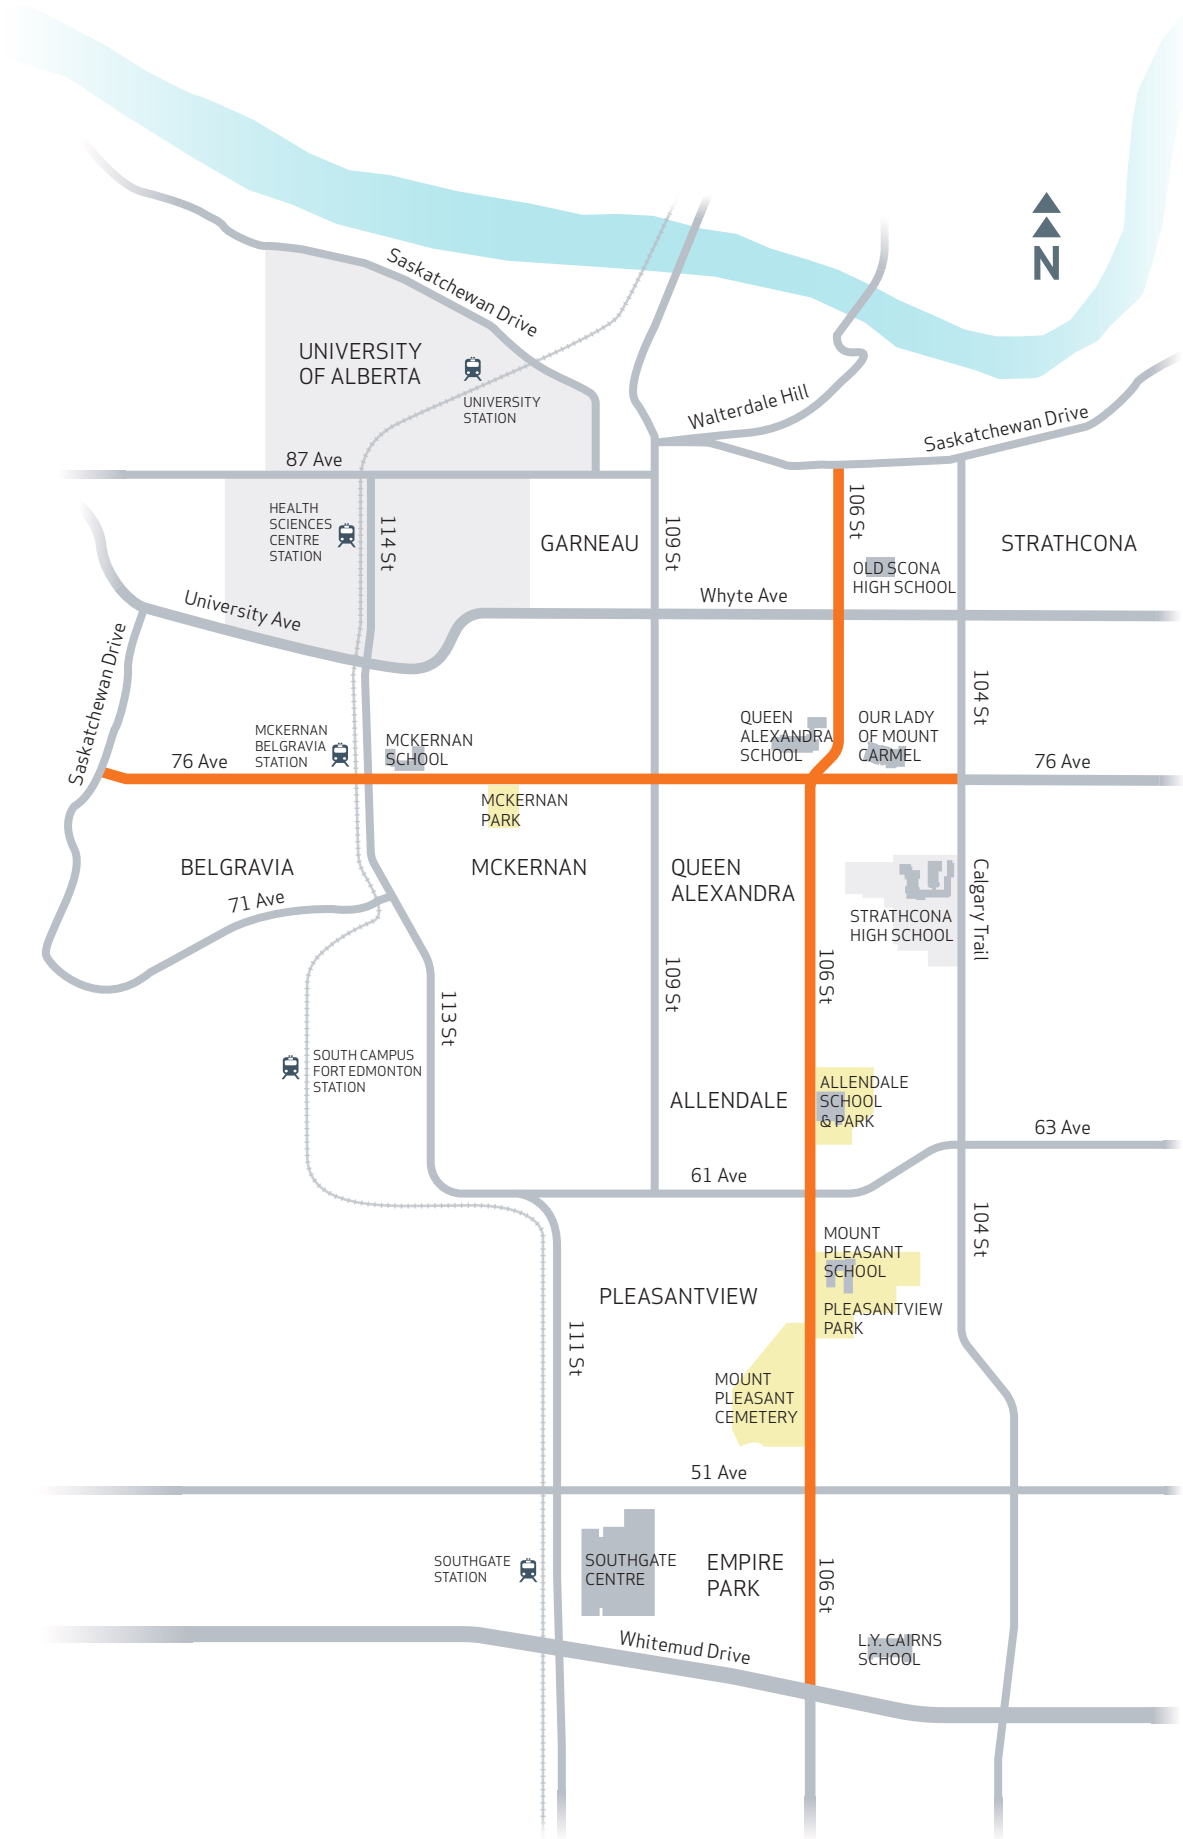 N
Saskatchewan Drive
UNIVERSITY
OF ALBERTA
UNIVERSITY
STATION
Walterdale Hill
Saskatchewan Drive
87 Ave
106 St
HEALTH
SCIENCES
CENTRE
STATION
114 St
GARNEAU
109 St
STRATHCONA
OLD SCONA
HIGH SCHOOL
Whyte Ave
University Ave
Saskatchewan Drive
104 St
MCKERNAN
BELGRAVIA
STATION
MCKERNAN
SCHOOL
QUEEN
ALEXANDRA
SCHOOL
OUR LADY
OF MOUNT
CARMEL
76 Ave
76 Ave
MCKERNAN
PARK
BELGRAVIA
MCKERNAN
QUEEN
ALEXANDRA
71 Ave
Calgary Trail
STRATHCONA
HIGH SCHOOL
109 St
106 St
113 St
SOUTH CAMPUS
FORT EDMONTON
STATION
ALLENDALE
ALLENDALE
SCHOOL
& PARK
63 Ave
61 Ave
104 St
MOUNT
PLEASANT
SCHOOL
PLEASANTVIEW
PLEASANTVIEW
PARK
111 St
MOUNT
PLEASANT
CEMETERY
51 Ave
SOUTHGATE
STATION
SOUTHGATE
CENTRE
EMPIRE
PARK
106 St
Whitemud Drive
L.Y. CAIRNS
SCHOOL